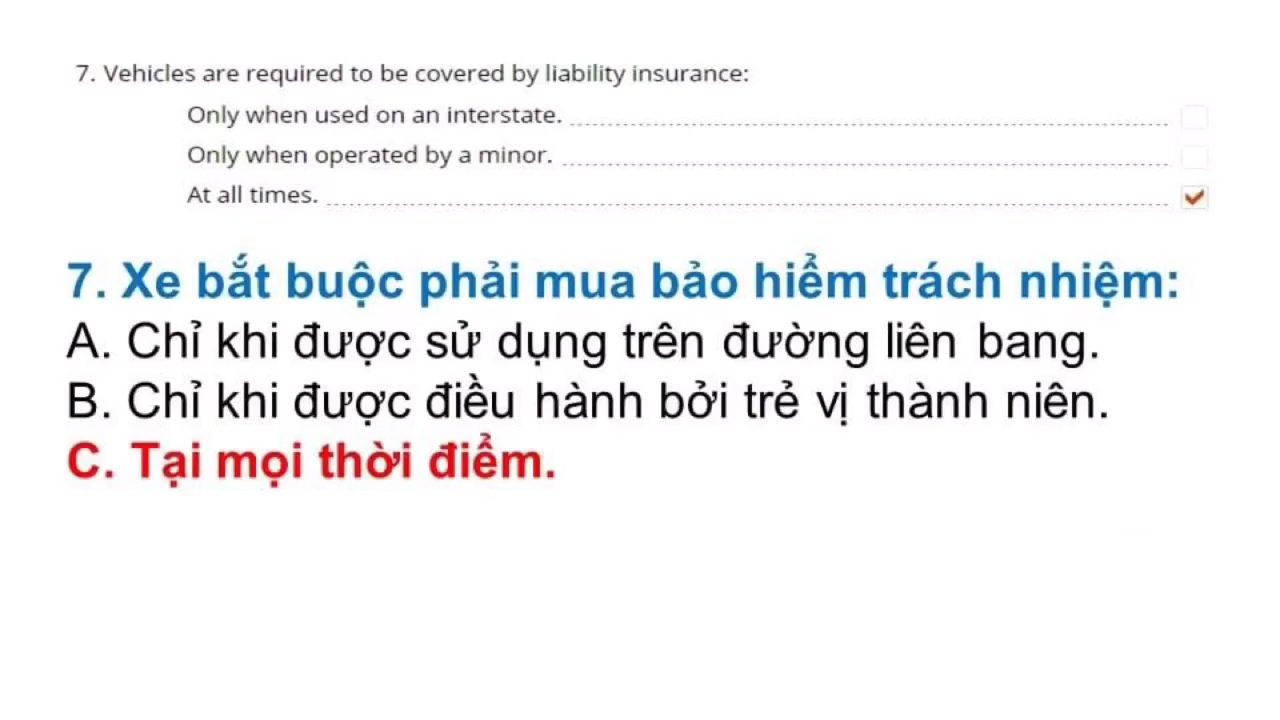 7. Vehicles are required to be covered by liability insurance:
Only when used on an interstate.
Only when operated by a minor.
At all times.
7. Xe bắt buộc phải mua bảo hiểm trách nhiệm:
A. Chỉ khi được sử dụng trên đường liên bang.
B. Chỉ khi được điều hành bởi trẻ vị thành niên.
C. Tại mọi thời điểm.